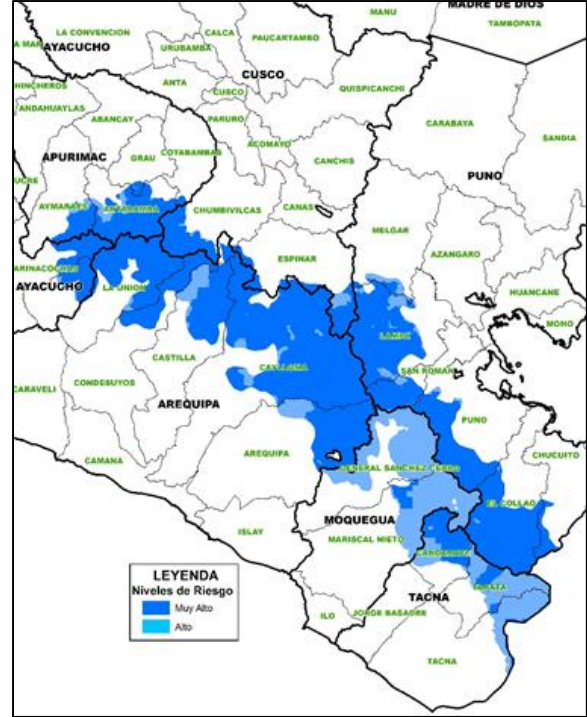 MADRE DE DIOS
MANU
TAMBOPATA
LA CONVENCION
CALCA
PAUCARTAMBO
AYACUCHO
URUBAMBA
CUSCO
ANTA
CUSCO
QUISPICANCHI
ANDAHUAYLAS
ABANCAY
PARURO
CARABAYA
SANDIA
COTABAMBAS
ACOMAYO
APURIMAC
GRAU
CANCHIS
PUNO
AYMARAES
ANTABAMBA
CHUMBIVILCAS
CANAS
MELGAR
ESPINAR
AZANGARO
HUANCANE
AYACUCHO
LA UNION
MOHO
LAMPA
CASTILLA
CAYLLOMA
SAN ROMAN
CONDESUYOS
CARAVELI
AREQUIPA
PUNO
CHUCUITO
CAMANA
AREQUIPA
GENERAL SANCHEZ CERRO
EL COLLAO
MOQUEGUA
ISLAY
MARISCAL NIETO
CANDARAVE
LEYENDA
Niveles de Riesgo
Muy Alto
Alto
TARATA
TACNA
ILO
JORGE BASADRE
TACNA